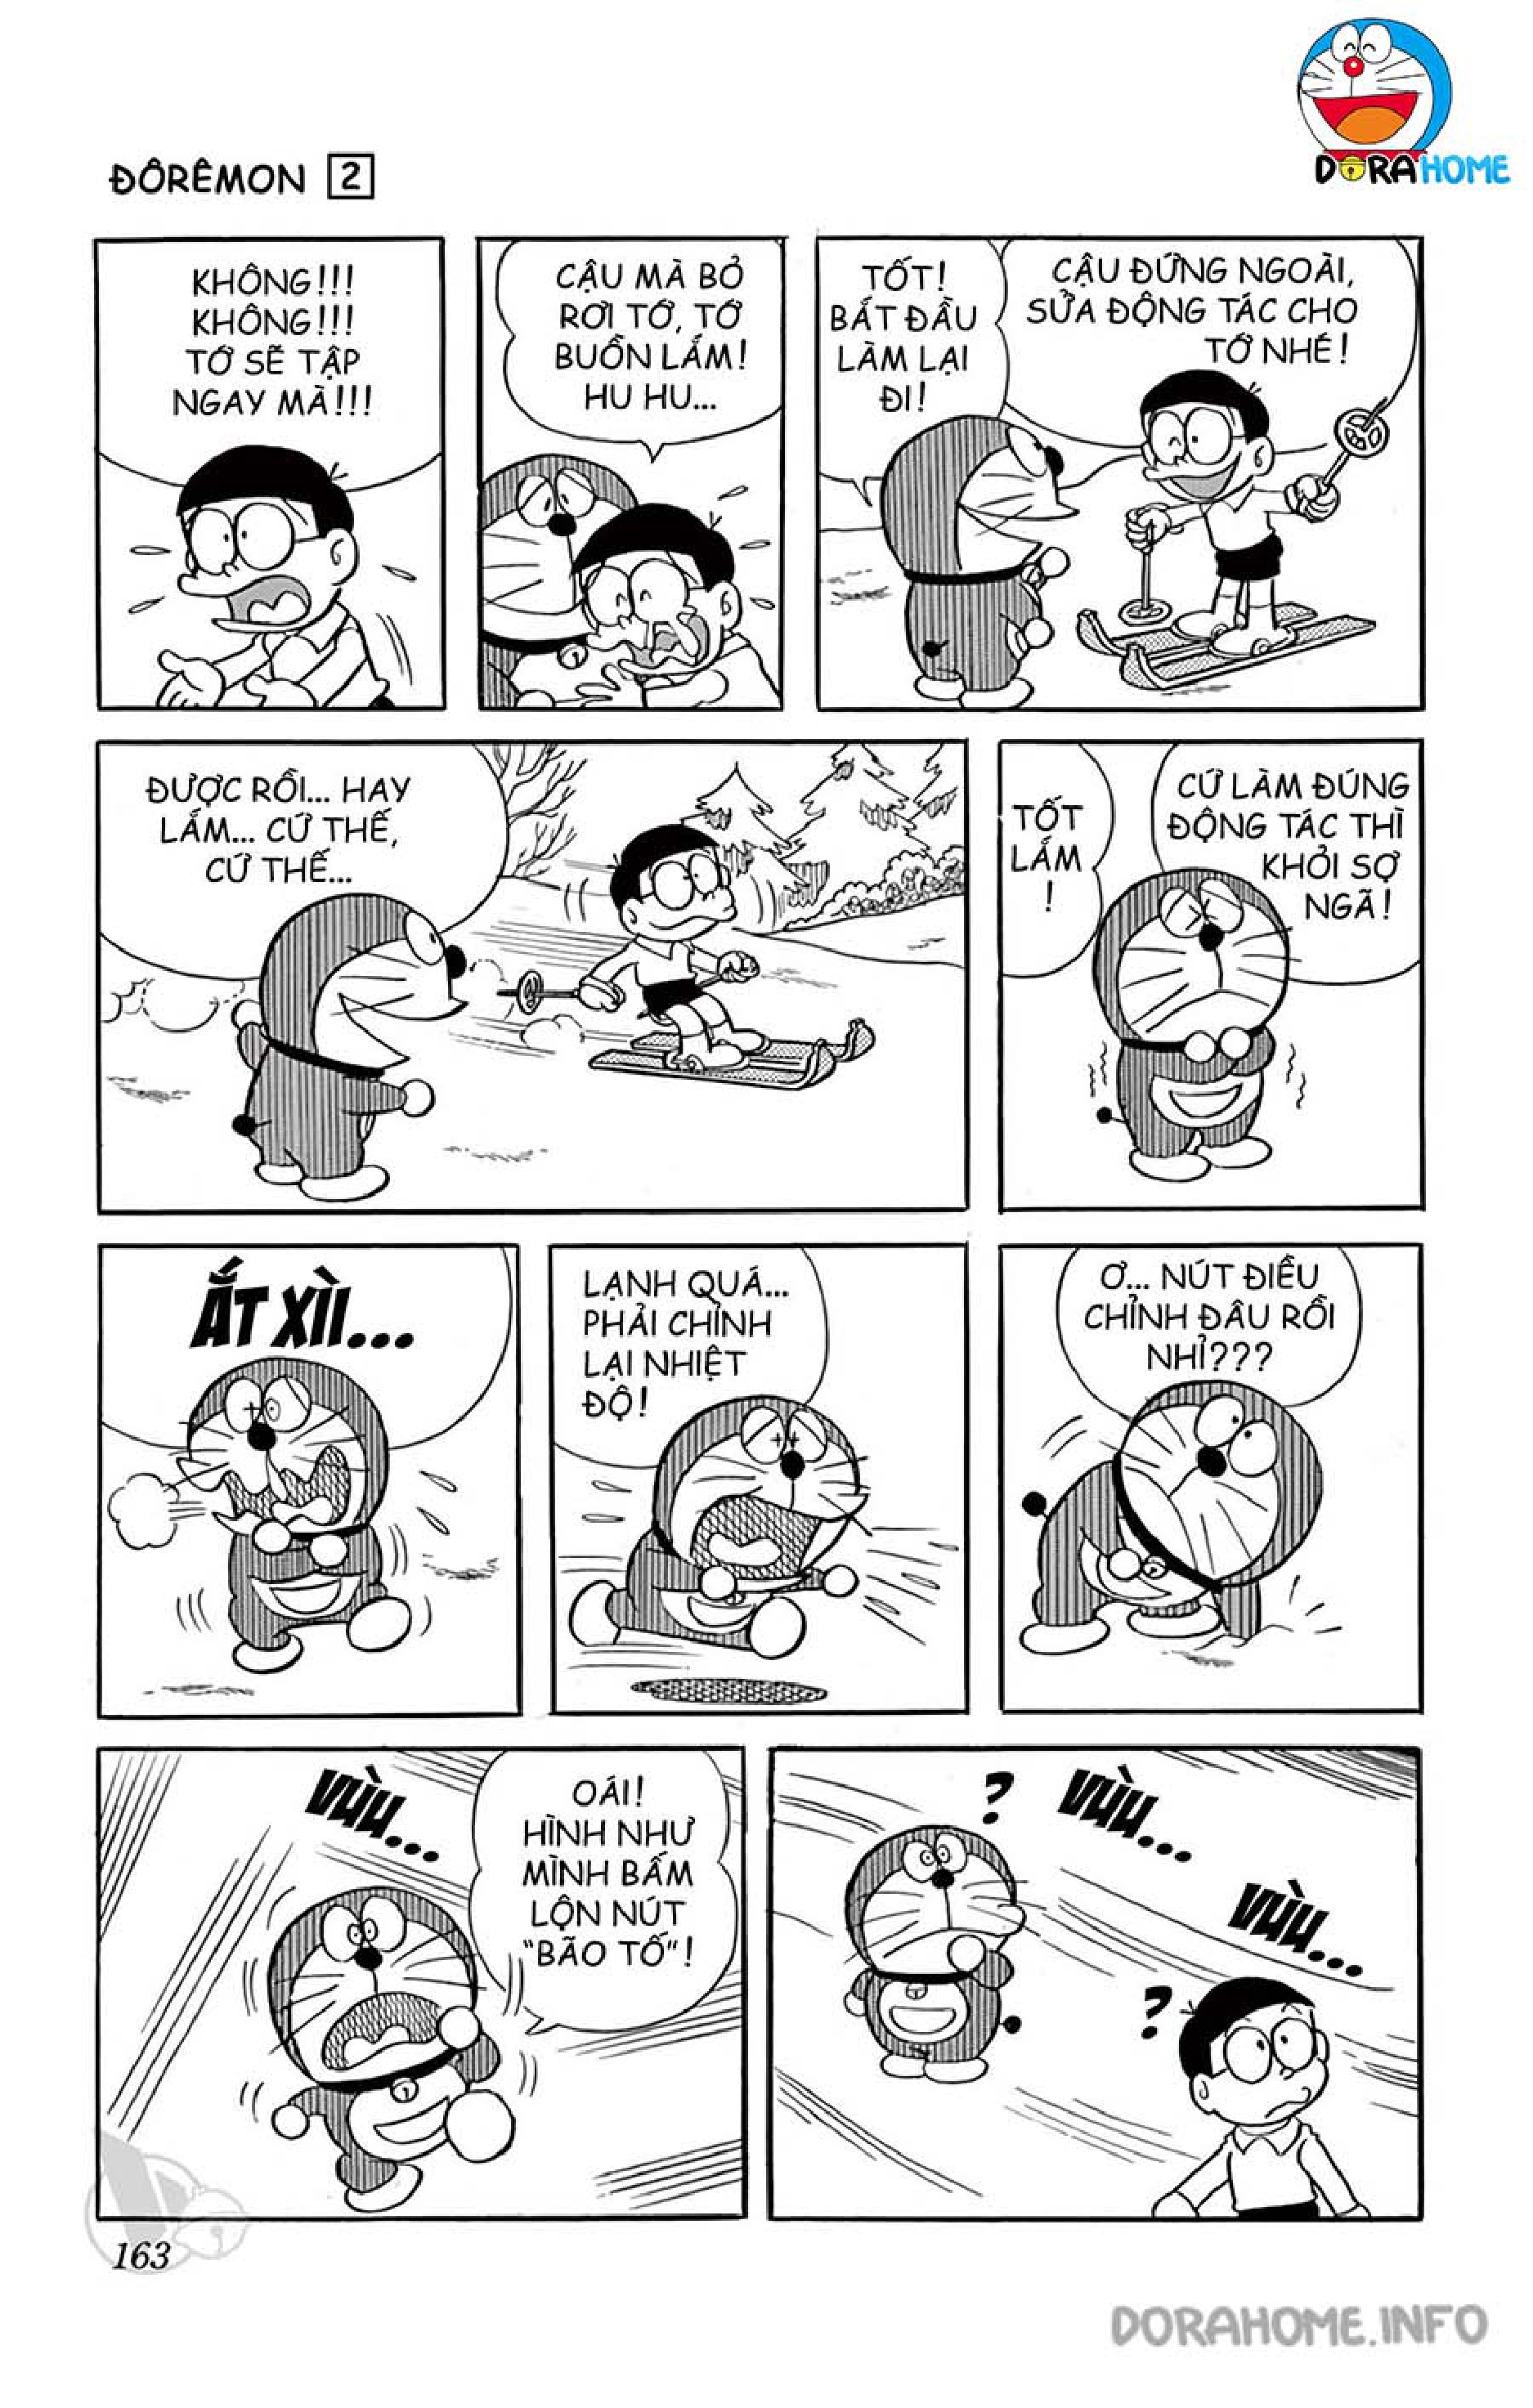 DORAHOME
ĐÔRÊMON 2
KHÔNG!!!
KHÔNG!!!
TỚ SẼ TẬP
NGAY MÀ!!!
CẬU MÀ BỎ
RƠI TỚ, TỚ
BUỒN LẮM!
HU HU...
TỐT!
BẮT ĐẦU
LÀM LẠI
ĐI!
CẬU ĐỨNG NGOÀI,
SỬA ĐỘNG TÁC CHO
TỚ NHÉ!
ĐƯỢC RỒI... HAY
LẮM... CỨ THẾ,
CỨ THẾ...
TỐT
LẮM
!
CỨ LÀM ĐÚNG
ĐỘNG TÁC THÌ
KHỎI SỢ
NGÃ!
ẮT XÌI...
LẠNH QUÁ...
PHẢI CHỈNH
LẠI NHIỆT
ĐỘ!
Ơ... NÚT ĐIỀU
CHỈNH ĐÂU RỒI
NHỈ???
VÙÙ...
OÁI!
HÌNH NHƯ
MÌNH BẤM
LỘN NÚT
"BÃO TỐ"!
?
VÙÙ...
VÙÙ...
?
163
DORAHOME.INFO